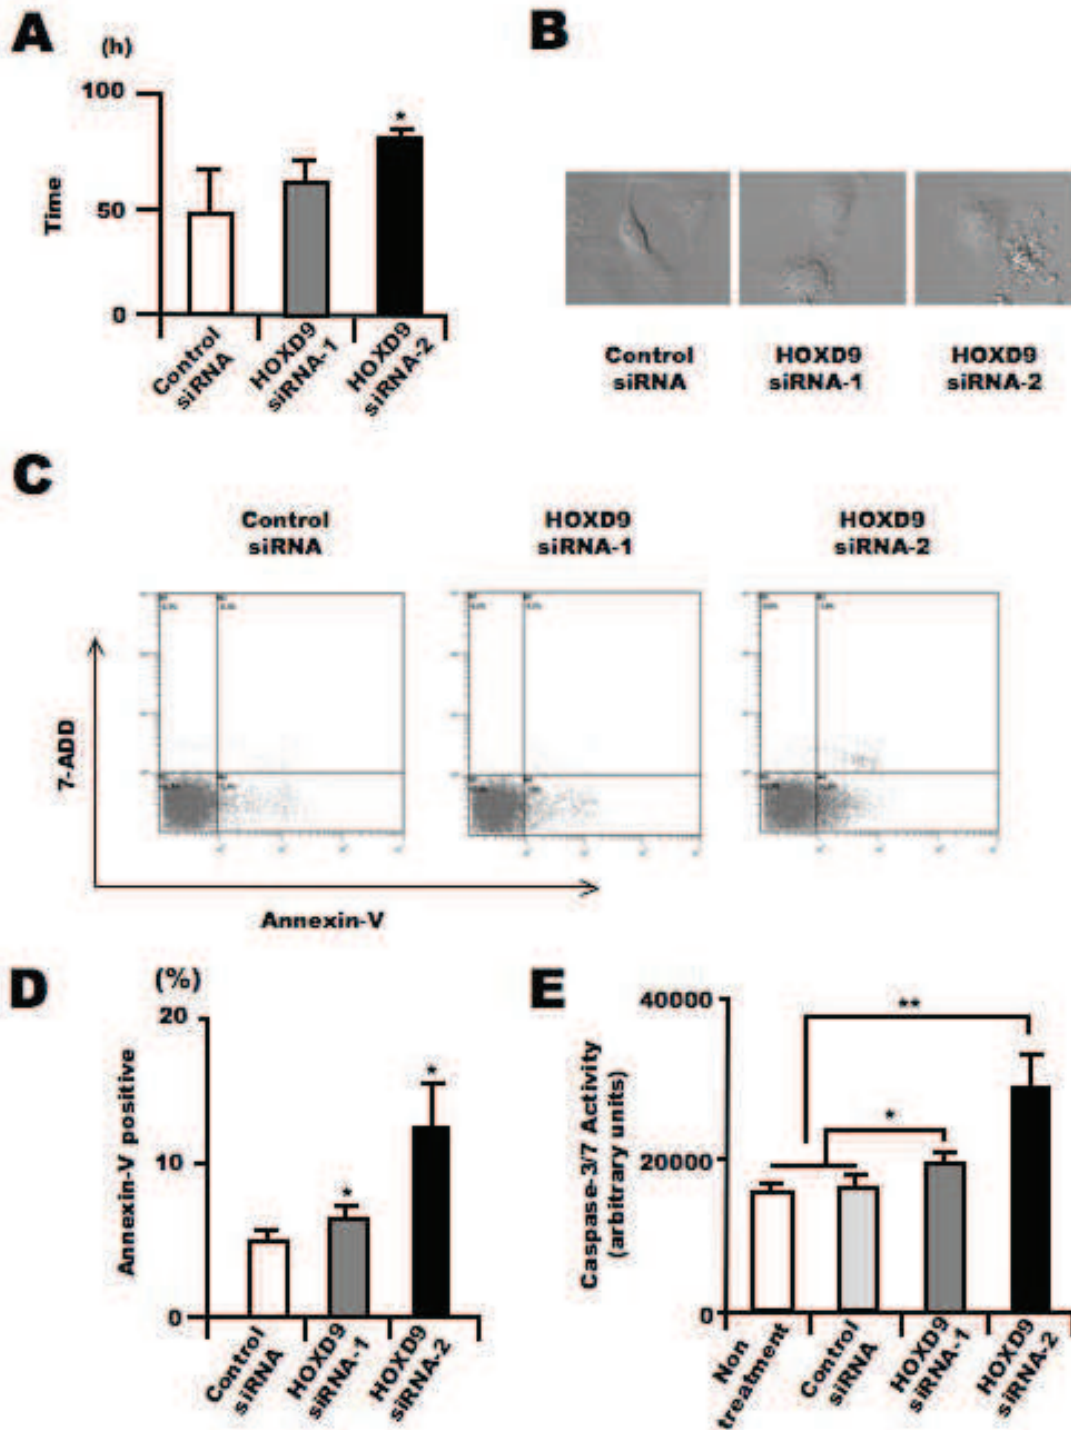 A
(h)
100
50
0
Time
*
Control
siRNA
HOXD9
siRNA-1
HOXD9
siRNA-2
B
Control
siRNA
HOXD9
siRNA-1
HOXD9
siRNA-2
C
Control
siRNA
HOXD9
siRNA-1
HOXD9
siRNA-2
7-ADD
Annexin-V
D
(%)
20
10
0
Annexin-V positive
*
*
Control
siRNA
HOXD9
siRNA-1
HOXD9
siRNA-2
E
40000
20000
0
Caspase-3/7 Activity
(arbitrary units)
**
*
Non
treatment
Control
siRNA
HOXD9
siRNA-1
HOXD9
siRNA-2